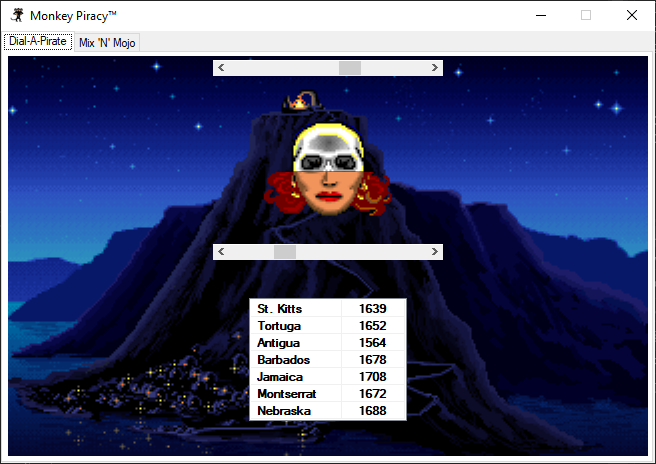 Monkey Piracy™
Dial-A-Pirate Mix 'N' Mojo
St. Kitts 1639
Tortuga 1652
Antigua 1564
Barbados 1678
Jamaica 1708
Montserrat 1672
Nebraska 1688